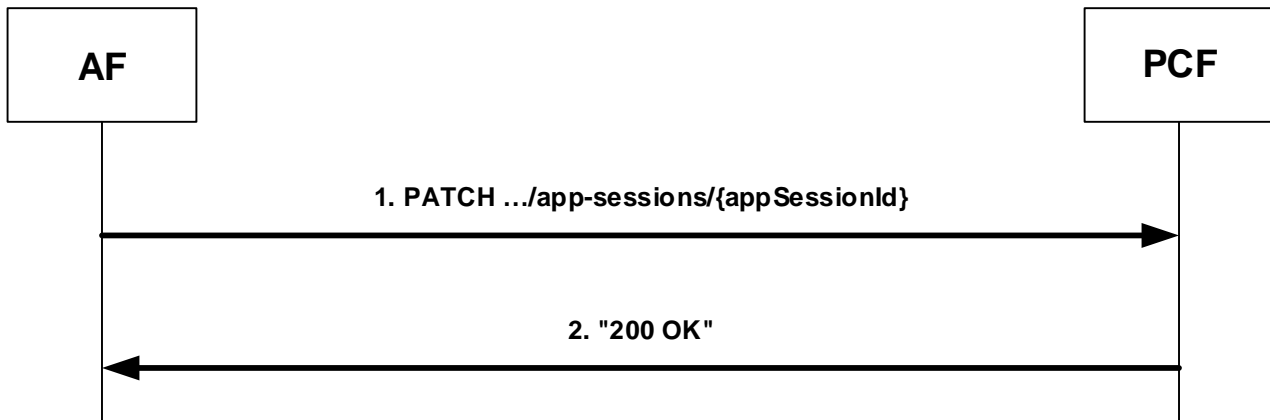 AF
PCF
1. PATCH …/app-sessions/{appSessionId}
2. "200 OK"